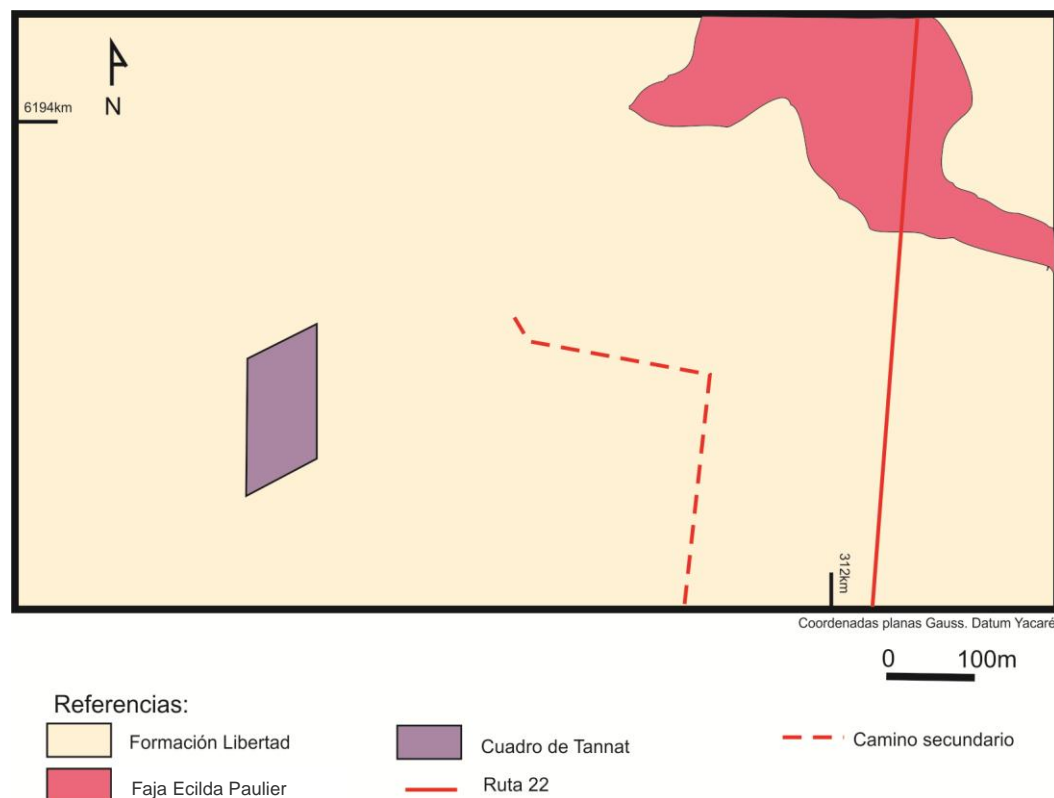 6194km
N
312km
Coordenadas planas Gauss. Datum Yacaré
0 100m
Referencias:
Formación Libertad
Cuadro de Tannat
Camino secundario
Faja Ecilda Paulier
Ruta 22